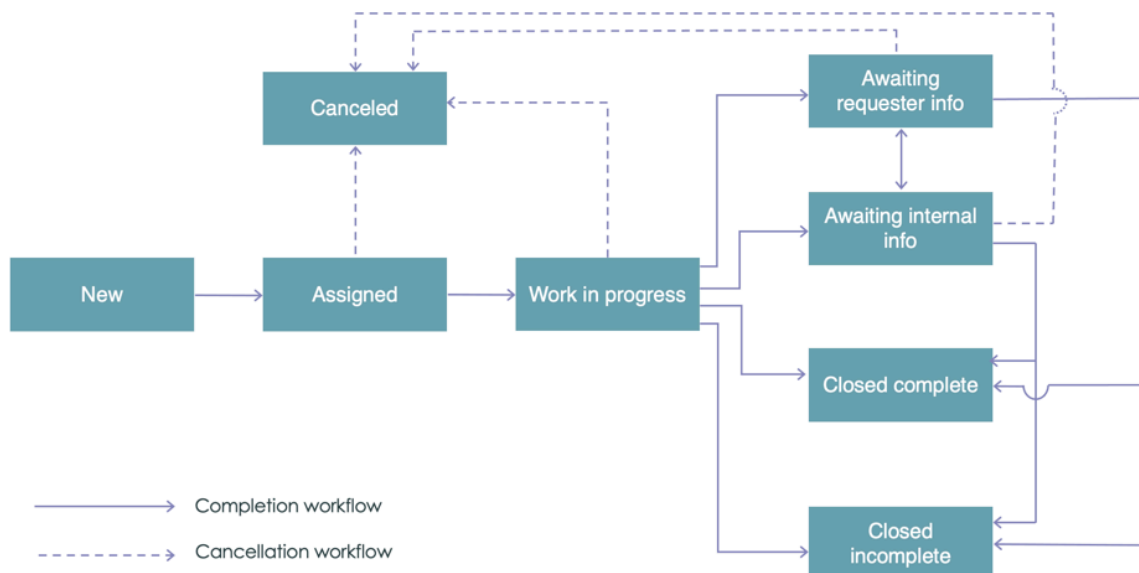 Awaiting
requester info
Canceled
Awaiting internal
info
New
Assigned
Work in progress
Closed complete
Completion workflow
Closed
incomplete
Cancellation workflow